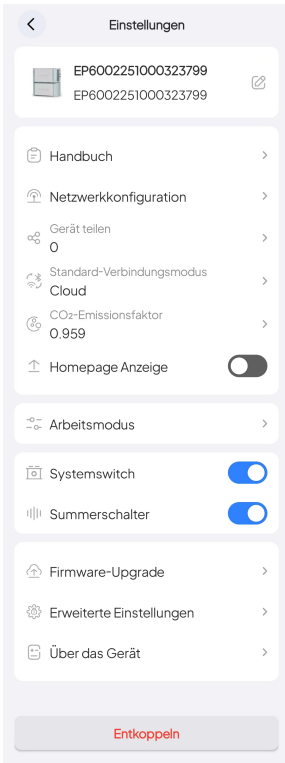 Einstellungen
EP6002251000323799
EP6002251000323799
Handbuch
Netzwerkkonfiguration
Gerät teilen
0
Standard-Verbindungsmodus
Cloud
CO₂-Emissionsfaktor
0.959
Homepage Anzeige
Arbeitsmodus
Systemswitch
Summerschalter
Firmware-Upgrade
Erweiterte Einstellungen
Über das Gerät
Entkoppeln